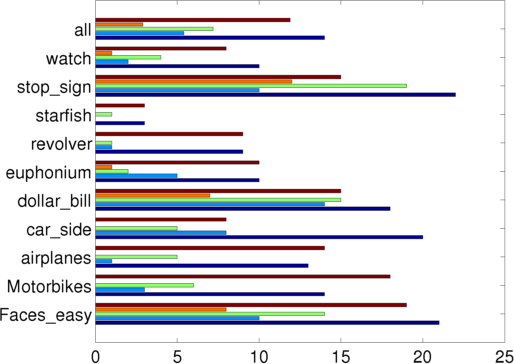 all
watch
stop_sign
starfish
revolver
euphonium
dollar_bill
car_side
airplanes
Motorbikes
Faces_easy
0 5 10 15 20 25